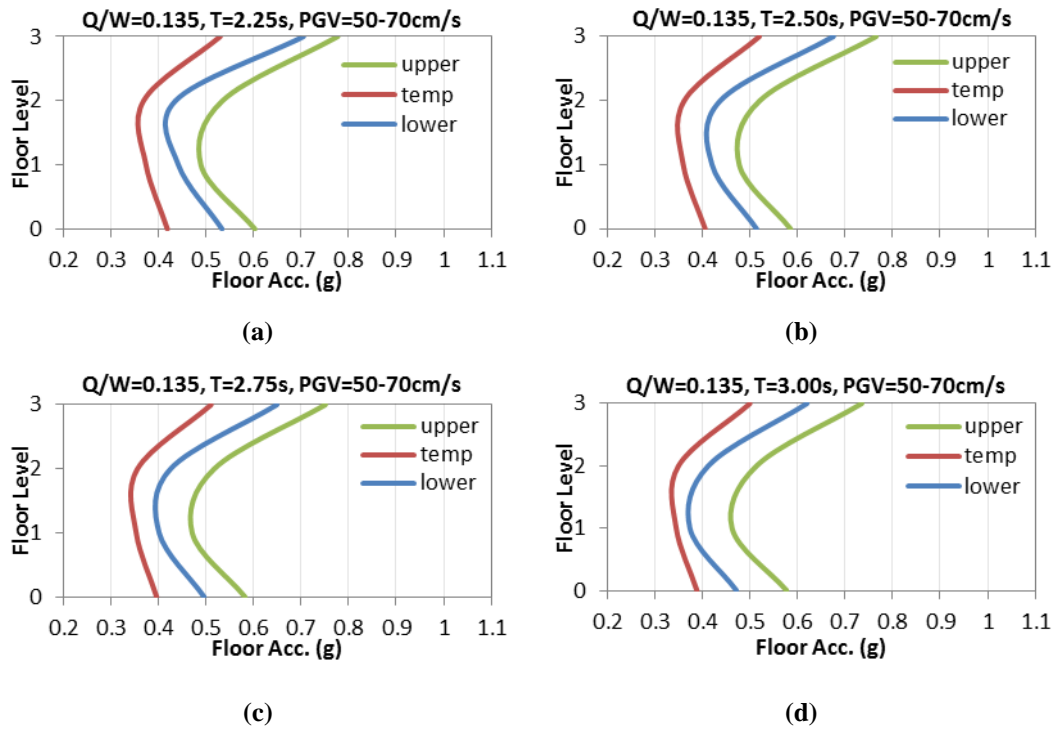 Q/W=0.135, T=2.25s, PGV=50-70cm/s
3
2
1
0
Floor Level
upper
temp
lower
0.2 0.3 0.4 0.5 0.6 0.7 0.8 0.9 1 1.1
Floor Acc. (g)
(a)
Q/W=0.135, T=2.50s, PGV=50-70cm/s
3
2
1
0
Floor Level
upper
temp
lower
0.2 0.3 0.4 0.5 0.6 0.7 0.8 0.9 1 1.1
Floor Acc. (g)
(b)
Q/W=0.135, T=2.75s, PGV=50-70cm/s
3
2
1
0
Floor Level
upper
temp
lower
0.2 0.3 0.4 0.5 0.6 0.7 0.8 0.9 1 1.1
Floor Acc. (g)
(c)
Q/W=0.135, T=3.00s, PGV=50-70cm/s
3
2
1
0
Floor Level
upper
temp
lower
0.2 0.3 0.4 0.5 0.6 0.7 0.8 0.9 1 1.1
Floor Acc. (g)
(d)